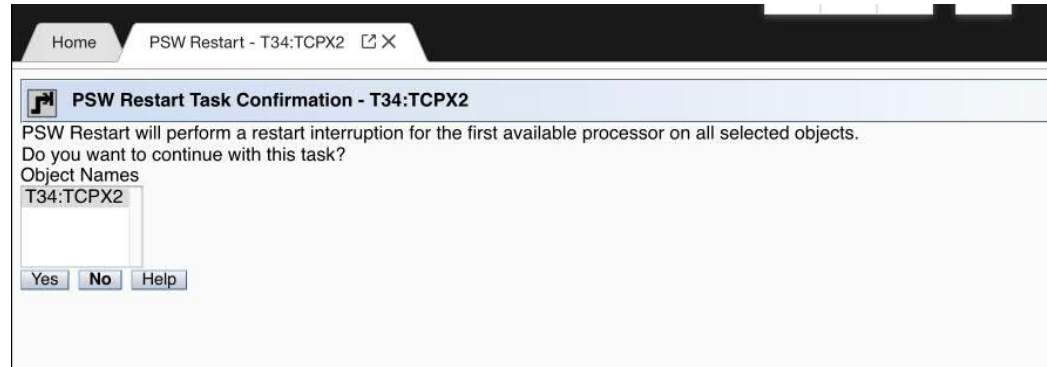 Home PSW Restart - T34:TCPX2
PSW Restart Task Confirmation - T34:TCPX2
PSW Restart will perform a restart interruption for the first available processor on all selected objects.
Do you want to continue with this task?
Object Names
T34:TCPX2
Yes No Help